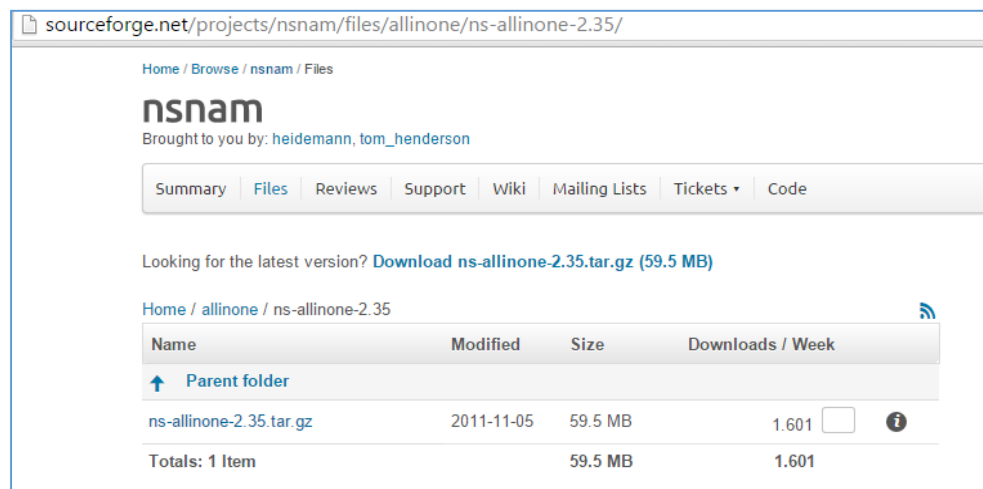 sourceforge.net/projects/nsnam/files/allinone/ns-allinone-2.35/
Home / Browse / nsnam / Files
nsnam
Brought to you by: heidemann, tom_henderson
Summary Files Reviews Support Wiki Mailing Lists Tickets ▾ Code
Looking for the latest version? Download ns-allinone-2.35.tar.gz (59.5 MB)
Home / allinone / ns-allinone-2.35
Name Modified Size Downloads / Week
Parent folder
ns-allinone-2.35.tar.gz 2011-11-05 59.5 MB 1.601
Totals: 1 Item 59.5 MB 1.601